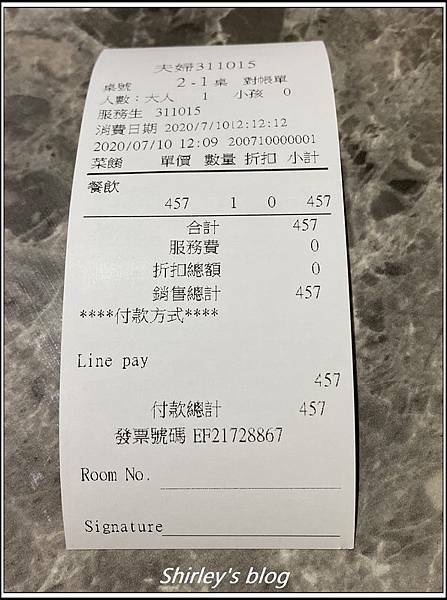 夫婦311015
桌號 2-1桌 對帳單
人數：大人 1 小孩 0
服務生 311015
消費日期 2020/7/10(2:12:12
2020/07/10 12:09 200710000001
菜餚 單價 數量 折扣 小計
餐飲
457 1 0 457
合計 457
服務費 0
折扣總額 0
銷售總計 457
****付款方式****
Line pay
457
付款總計 457
發票號碼 EF21728867
Room No.
Signature
Shirley's blog